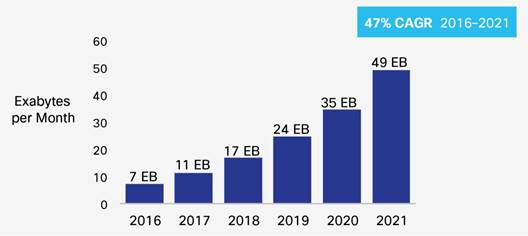 47% CAGR 2016–2021
Exabytes
per Month
60
50
40
30
20
10
0
7 EB
11 EB
17 EB
24 EB
35 EB
49 EB
2016 2017 2018 2019 2020 2021